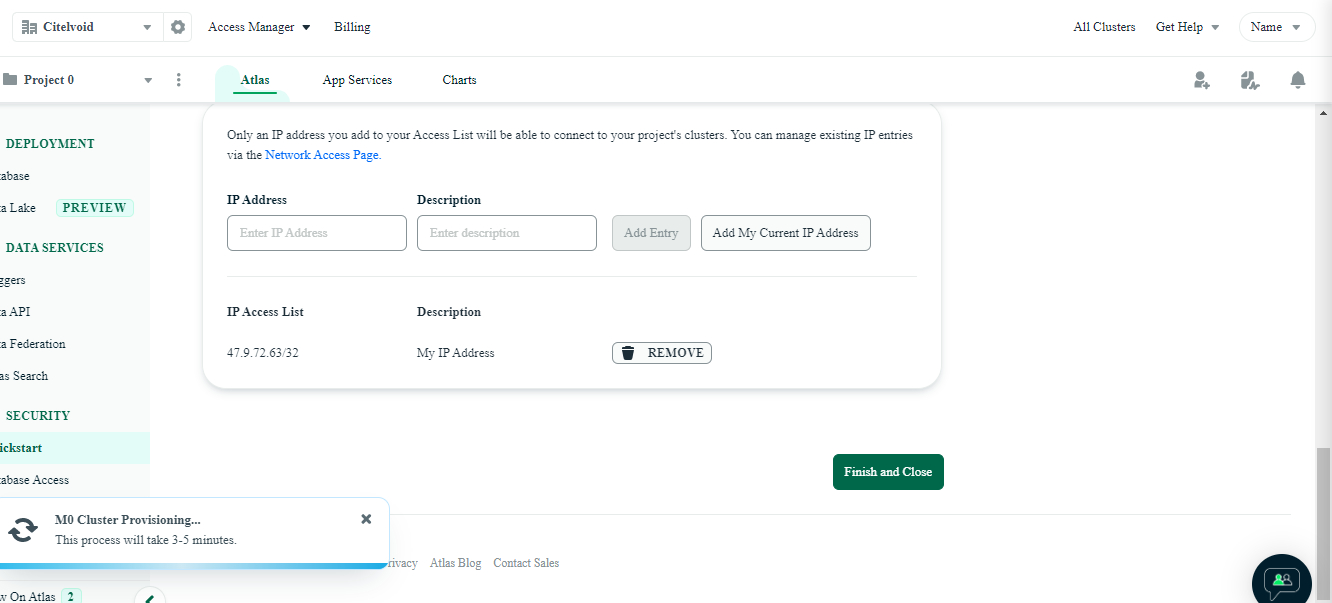 Citelvoid
Access Manager
Billing
All Clusters
Get Help
Name
Project 0
Atlas
App Services
Charts
DEPLOYMENT
tabase
ta Lake
PREVIEW
DATA SERVICES
ggers
ta API
ta Federation
las Search
SECURITY
ickstart
tabase Access
Only an IP address you add to your Access List will be able to connect to your project's clusters. You can manage existing IP entries
via the Network Access Page.
IP Address
Description
Enter IP Address
Enter description
Add Entry
Add My Current IP Address
IP Access List
Description
47.9.72.63/32
My IP Address
REMOVE
Finish and Close
M0 Cluster Provisioning...
This process will take 3-5 minutes.
rivacy
Atlas Blog
Contact Sales
w On Atlas
2